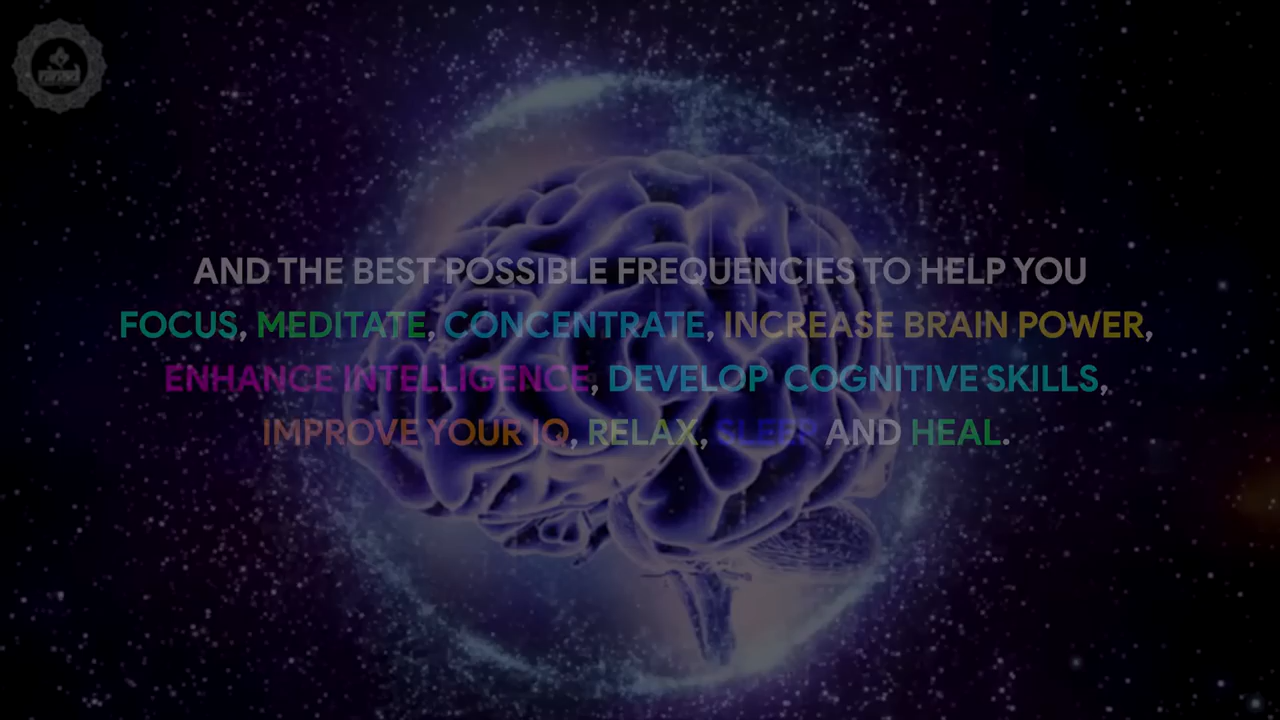 AND THE BEST POSSIBLE FREQUENCIES TO HELP YOU
FOCUS, MEDITATE, CONCENTRATE, INCREASE BRAIN POWER,
ENHANCE INTELLIGENCE, DEVELOP COGNITIVE SKILLS,
IMPROVE YOUR IQ, RELAX, SLEEP AND HEAL.